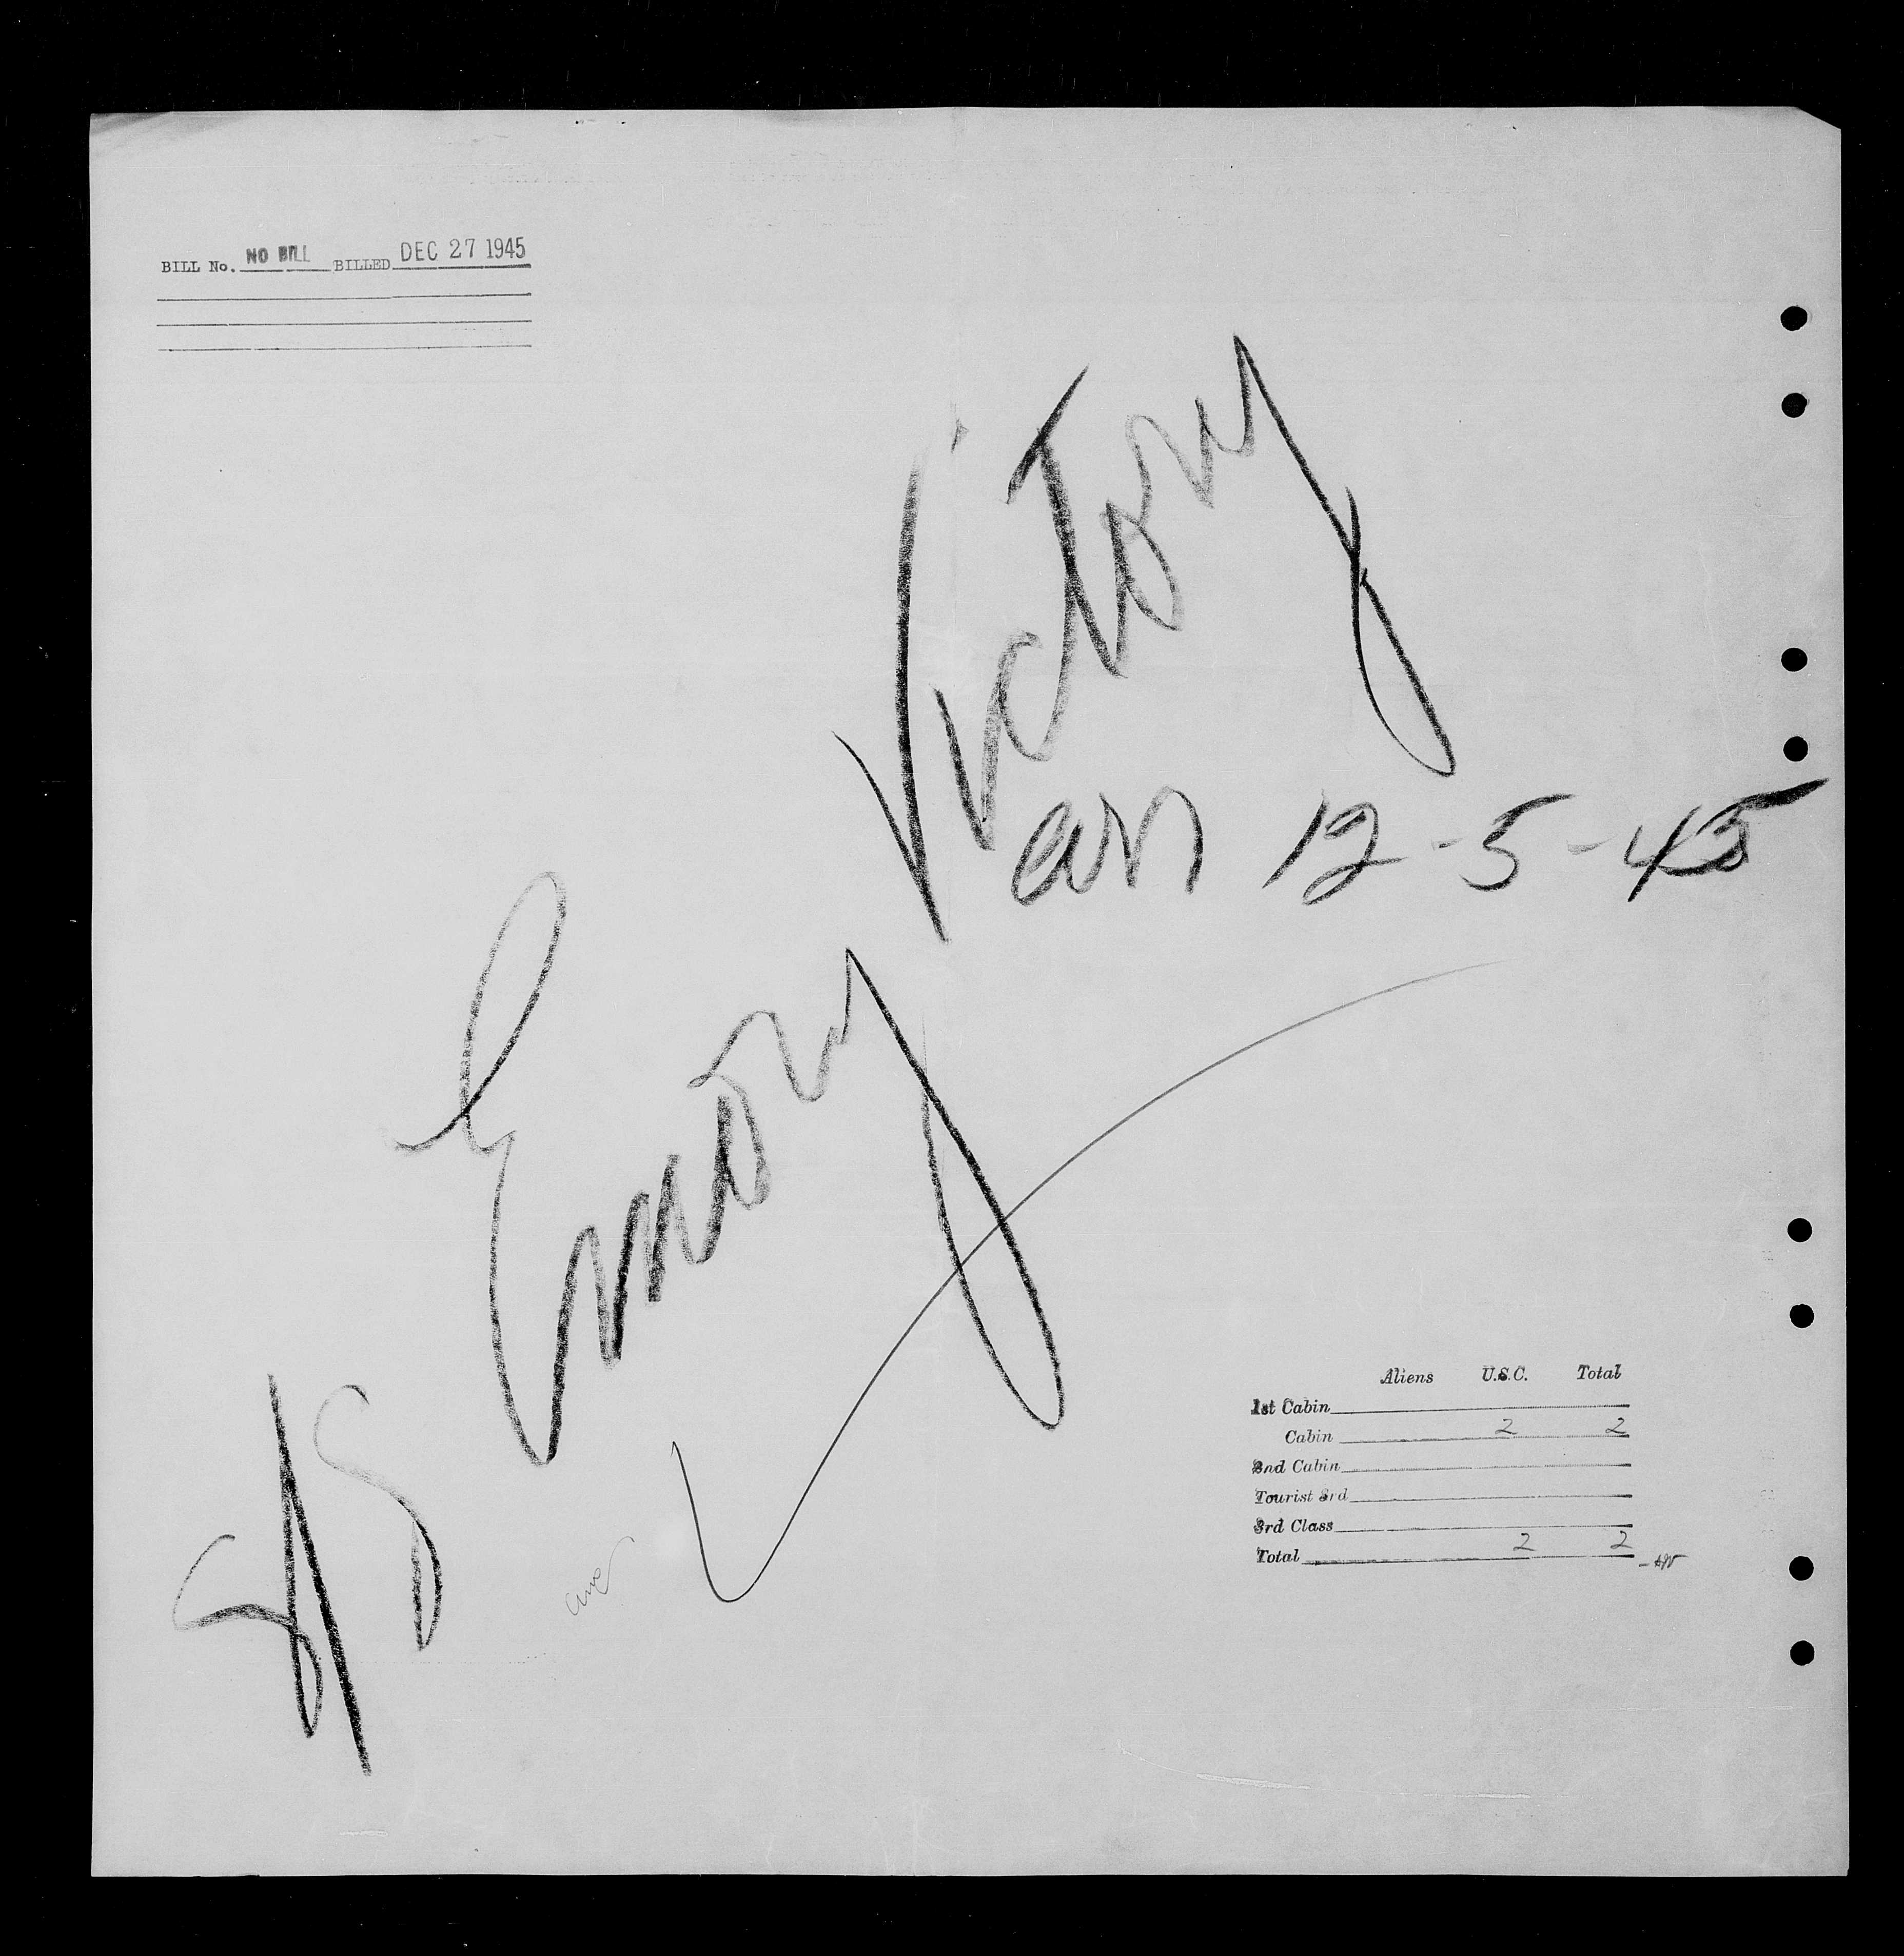 BILL No. NO BILL BILLED DEC 27 1945
S/S Emory Victory
arr 12-5-45
Aliens U.S.C. Total
1st Cabin
Cabin 2 2
2nd Cabin
Tourist 3rd
3rd Class
Total 2 2